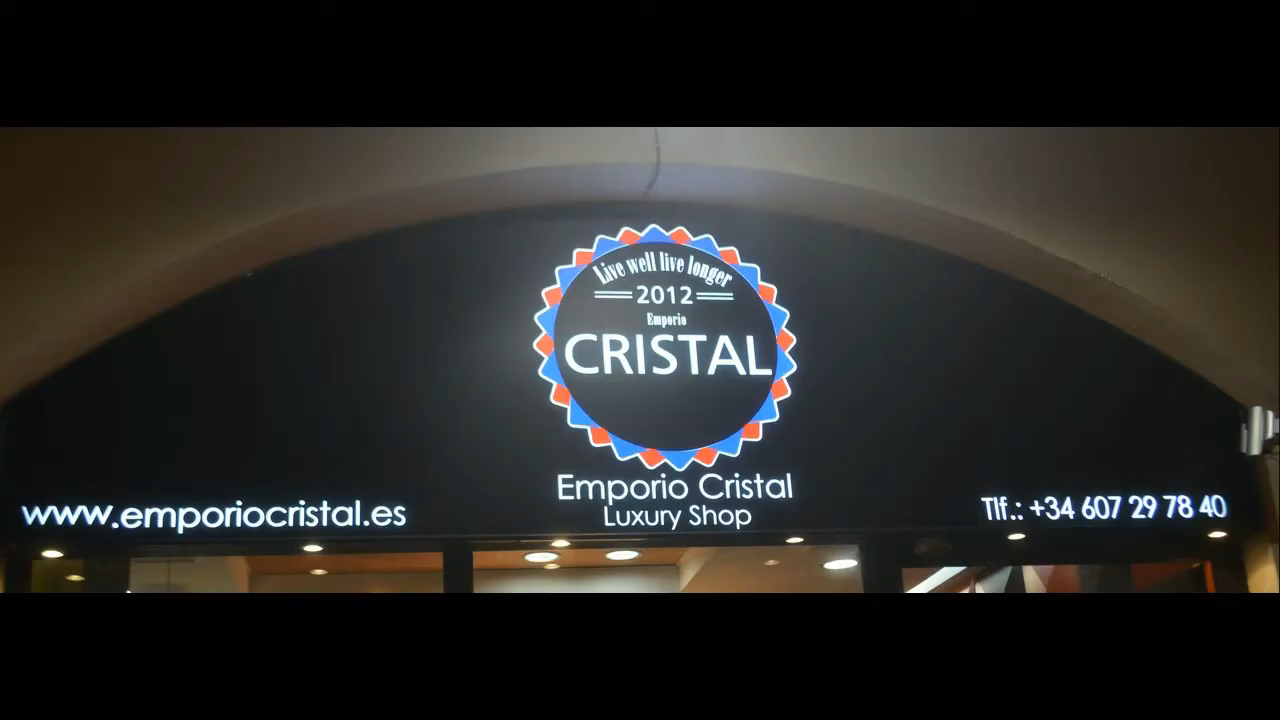 Live well live longer
2012
Emporio
CRISTAL
Emporio Cristal
Luxury Shop
www.emporiocristal.es
Tlf.: +34 607 29 78 40